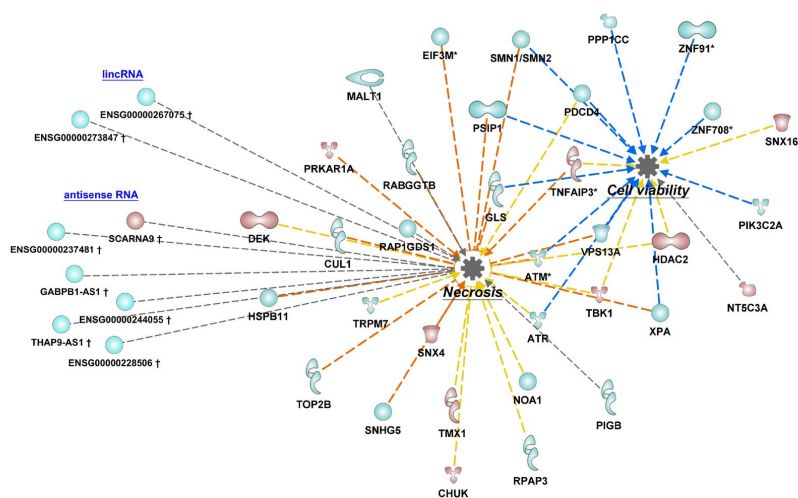 PPP1CC
ZNF91*
EIF3M*
SMN1/SMN2
lincRNA
MALT1
ENSG00000267075 †
PDCD4
ENSG00000273847 †
PSIP1
ZNF708*
SNX16
PRKAR1A
RABGGTB
TNFAIP3*
Cell viability
antisense RNA
GLS
PIK3C2A
SCARNA9 †
DEK
ENSG00000237481 †
CUL1
RAP1GDS1
VPS13A
HDAC2
ATM*
GABPB1-AS1 †
Necrosis
NT5C3A
ENSG00000244055 †
HSPB11
TRPM7
TBK1
XPA
THAP9-AS1 †
ATR
ENSG00000228506 †
SNX4
TOP2B
SNHG5
NOA1
PIGB
TMX1
RPAP3
CHUK